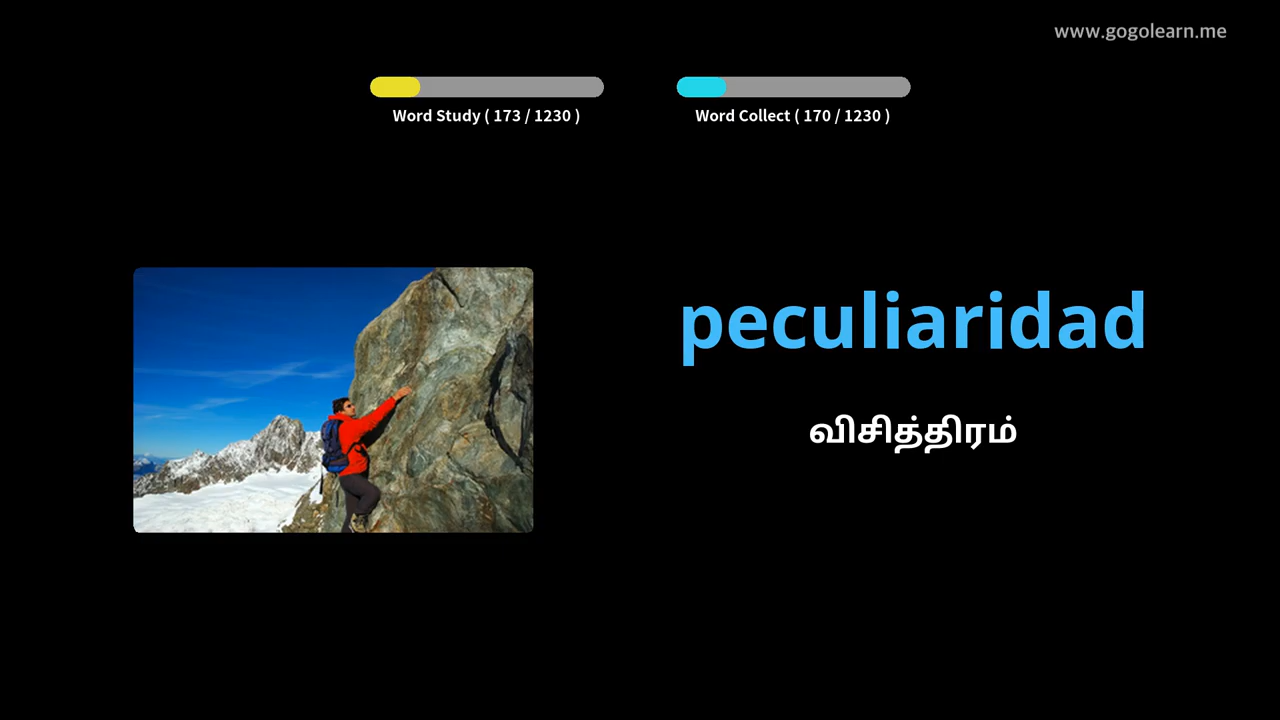 www.gogolearn.me
Word Study ( 173 / 1230 )
Word Collect ( 170 / 1230 )
peculiaridad
விசித்திரம்